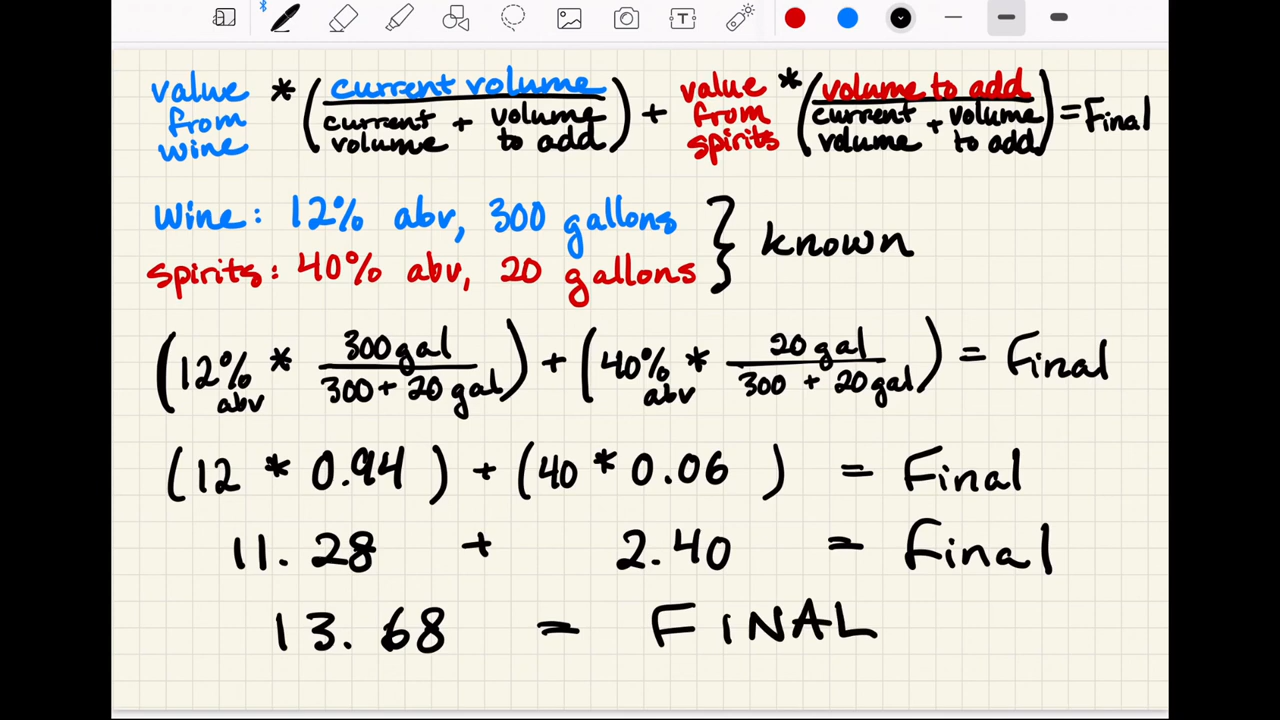 value from wine * (current volume / current volume + volume to add) + value from spirits * (volume to add / current volume + volume to add) = Final
Wine: 12% abv, 300 gallons } known
spirits: 40% abv, 20 gallons
(12% abv * 300 gal / 300 + 20 gal) + (40% abv * 20 gal / 300 + 20 gal) = Final
(12 * 0.94) + (40 * 0.06) = Final
11.28 + 2.40 = Final
13.68 = FINAL